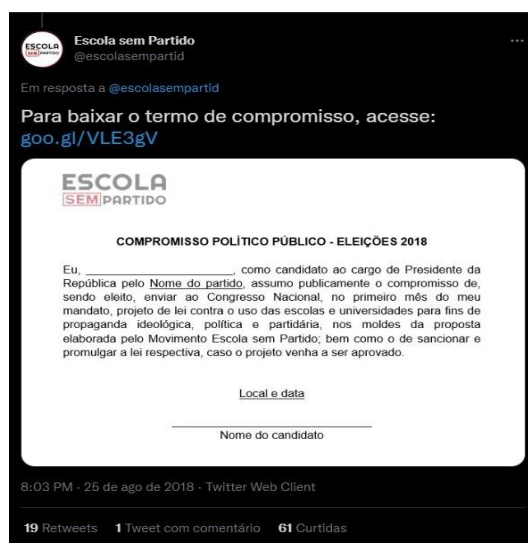 ESCOLA
SEM PARTIDO
Escola sem Partido
@escolasempartid
Em resposta a @escolasempartid
Para baixar o termo de compromisso, acesse:
goo.gl/VLE3gV
ESCOLA
SEM PARTIDO
COMPROMISSO POLÍTICO PÚBLICO - ELEIÇÕES 2018
Eu, ________________________, como candidato ao cargo de Presidente da
República pelo Nome do partido, assumo publicamente o compromisso de,
sendo eleito, enviar ao Congresso Nacional, no primeiro mês do meu
mandato, projeto de lei contra o uso das escolas e universidades para fins de
propaganda ideológica, política e partidária, nos moldes da proposta
elaborada pelo Movimento Escola sem Partido; bem como o de sancionar e
promulgar a lei respectiva, caso o projeto venha a ser aprovado.
Local e data
Nome do candidato
8:03 PM · 25 de ago de 2018 · Twitter Web Client
19 Retweets 1 Tweet com comentário 61 Curtidas